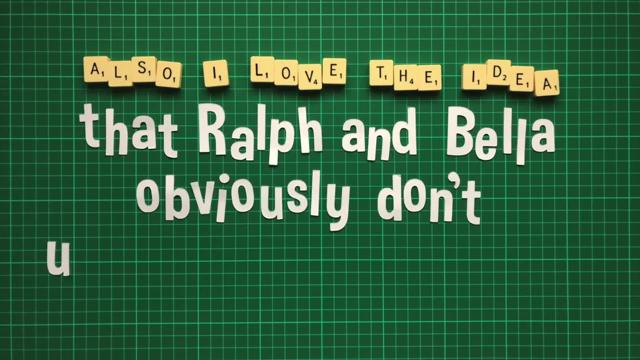 ALSO I LOVE THE IDEA
that Ralph and Bella
obviously don't
u